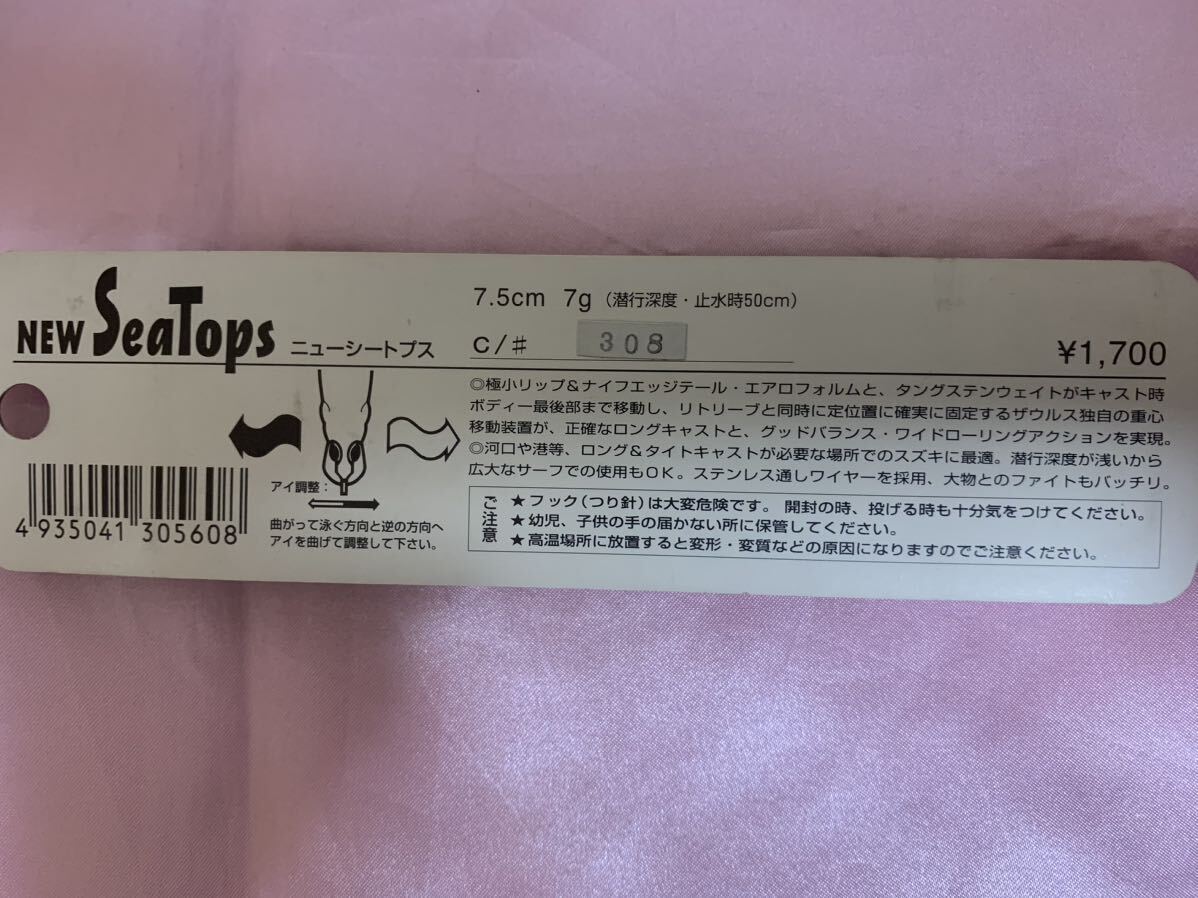 NEW SeaTops ニューシートプス
7.5cm 7g（潜行深度・止水時50cm）
C/# 308
¥1,700
◎極小リップ＆ナイフエッジテール・エアロフォルムと、タングステンウェイトがキャスト時
ボディー最後部まで移動し、リトリーブと同時に定位置に確実に固定するザウルス独自の重心
移動装置が、正確なロングキャストと、グッドバランス・ワイドローリングアクションを実現。
◎河口や港等、ロング＆タイトキャストが必要な場所でのスズキに最適。潜行深度が浅いから
広大なサーフでの使用もOK。ステンレス通しワイヤーを採用、大物とのファイトもバッチリ。
アイ調整：
曲がって泳ぐ方向と逆の方向へ
アイを曲げて調整して下さい。
4 935041 305608
ご注意
★フック（つり針）は大変危険です。 開封の時、投げる時も十分気をつけてください。
★幼児、子供の手の届かない所に保管してください。
★高温場所に放置すると変形・変質などの原因になりますのでご注意ください。